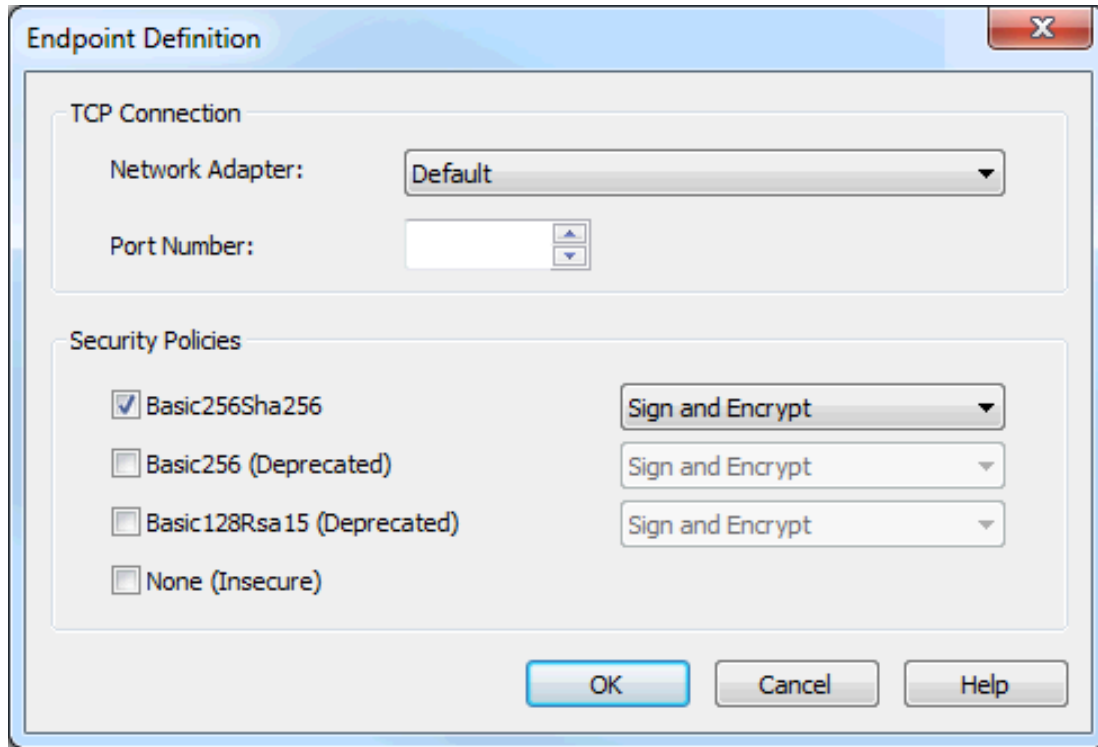 Endpoint Definition
TCP Connection
Network Adapter: Default
Port Number:
Security Policies
Basic256Sha256 Sign and Encrypt
Basic256 (Deprecated) Sign and Encrypt
Basic128Rsa15 (Deprecated) Sign and Encrypt
None (Insecure)
OK Cancel Help